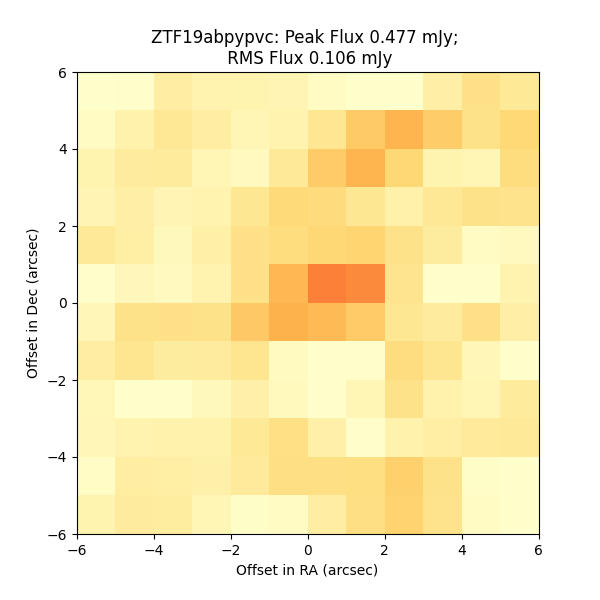 ZTF19abpypvc: Peak Flux 0.477 mJy;
RMS Flux 0.106 mJy
6
4
2
0
−2
−4
−6
Offset in Dec (arcsec)
−6 −4 −2 0 2 4 6
Offset in RA (arcsec)